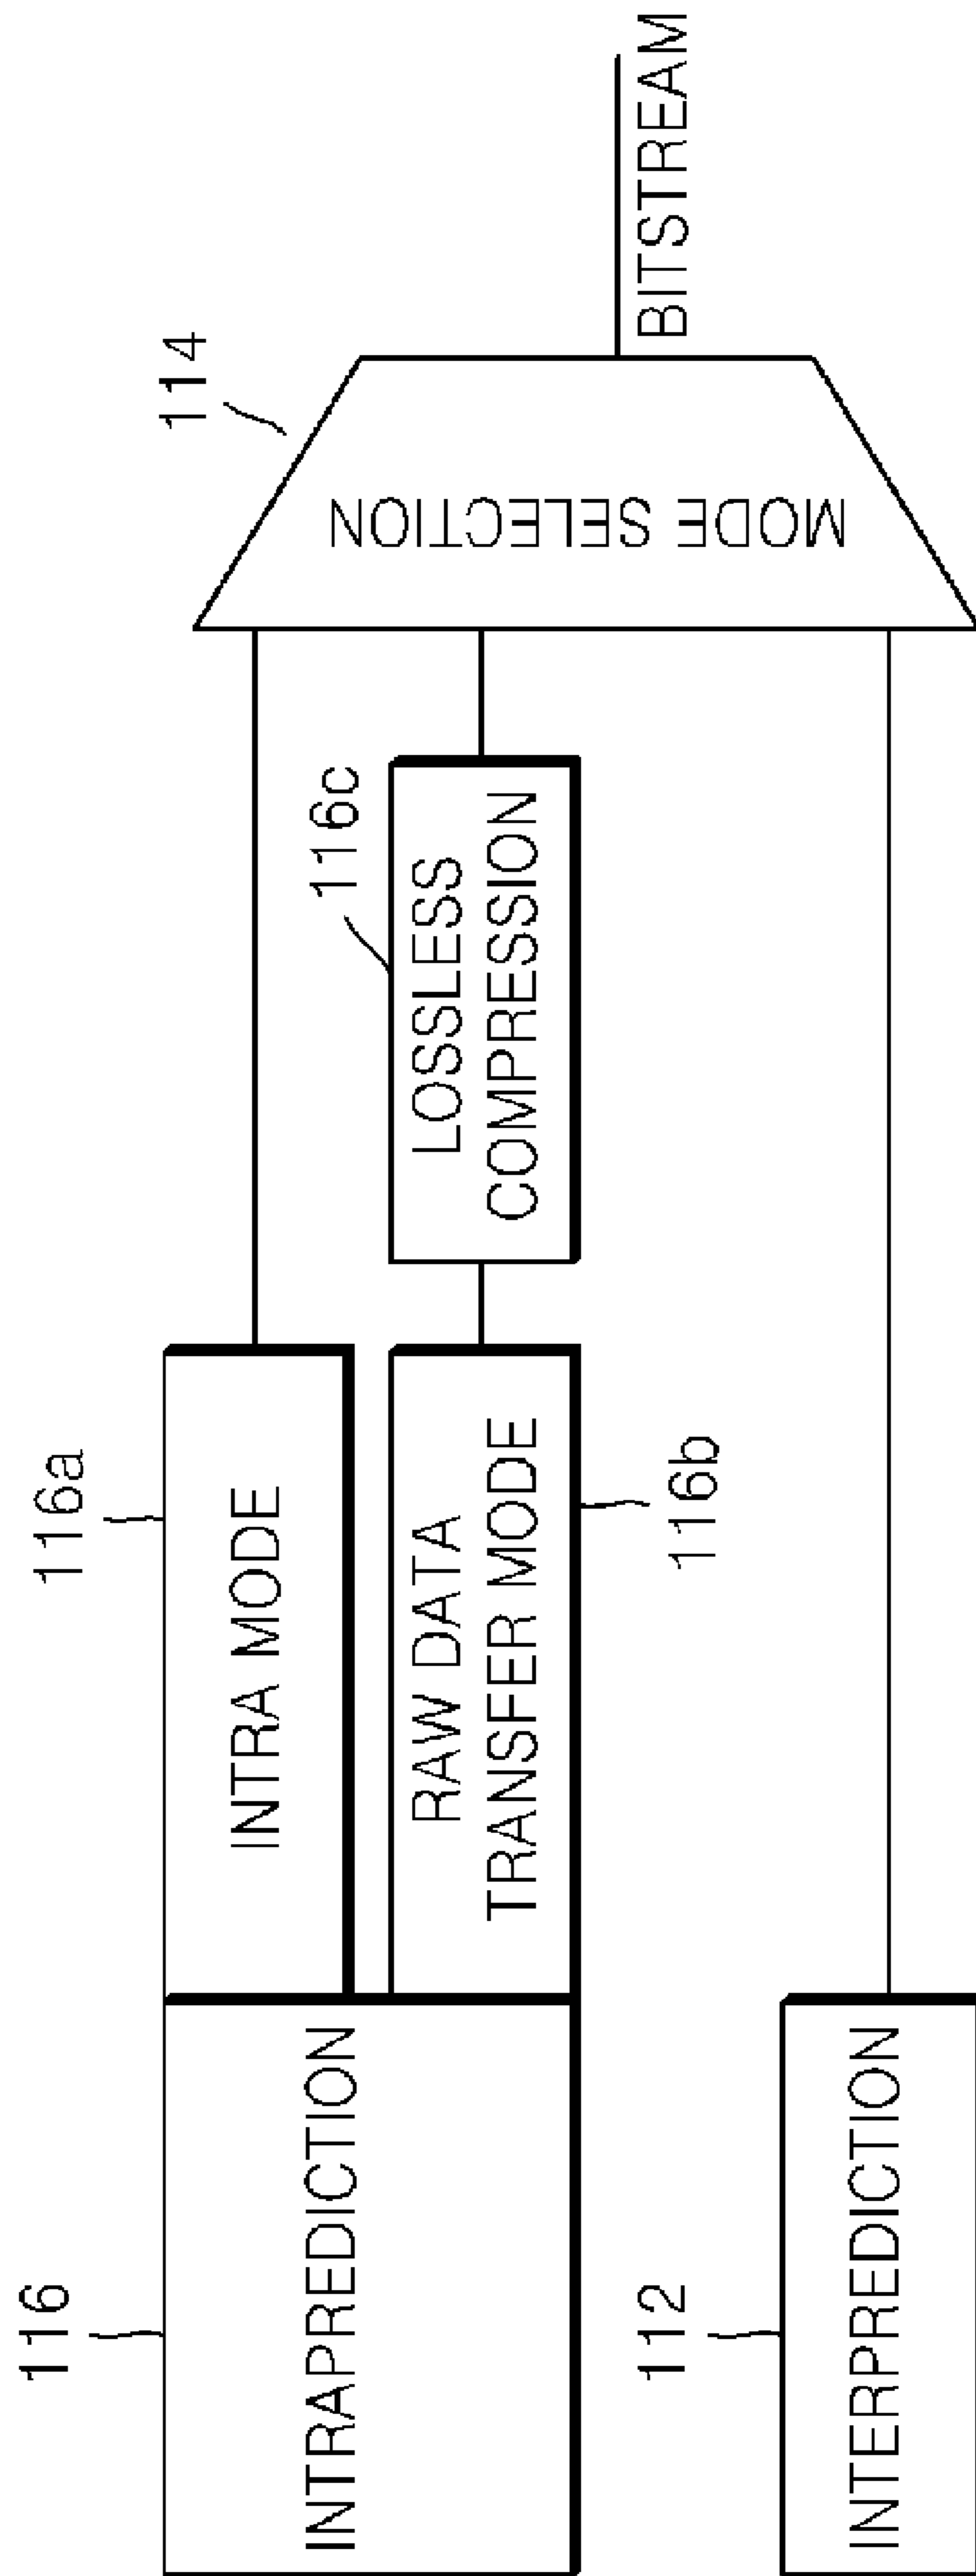 116
INTRAPREDICTION
116a
INTRA MODE
RAW DATA
TRANSFER MODE
116b
116c
LOSSLESS
COMPRESSION
114
MODE SELECTION
BITSTREAM
112
INTERPREDICTION